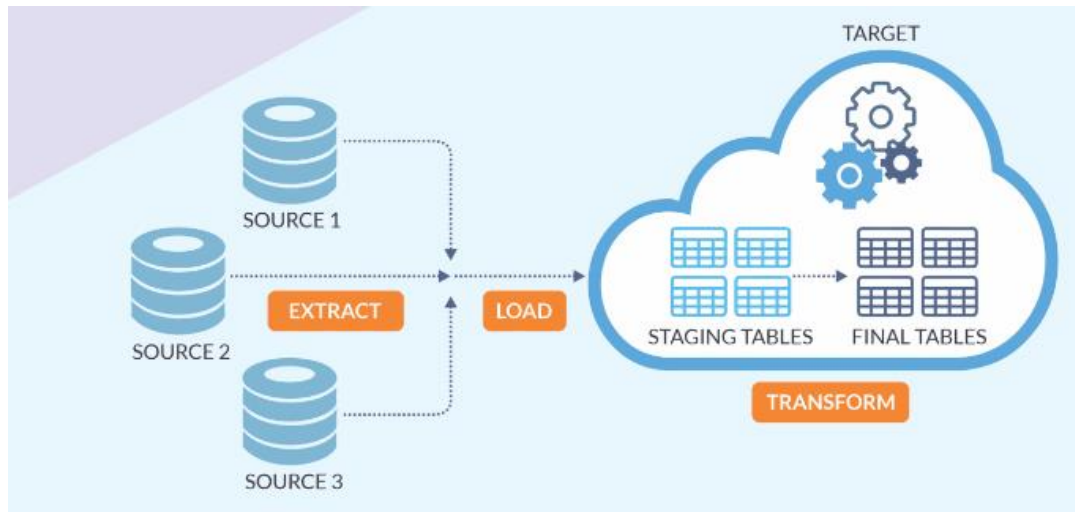 TARGET
SOURCE 1
EXTRACT
LOAD
SOURCE 2
STAGING TABLES
FINAL TABLES
TRANSFORM
SOURCE 3